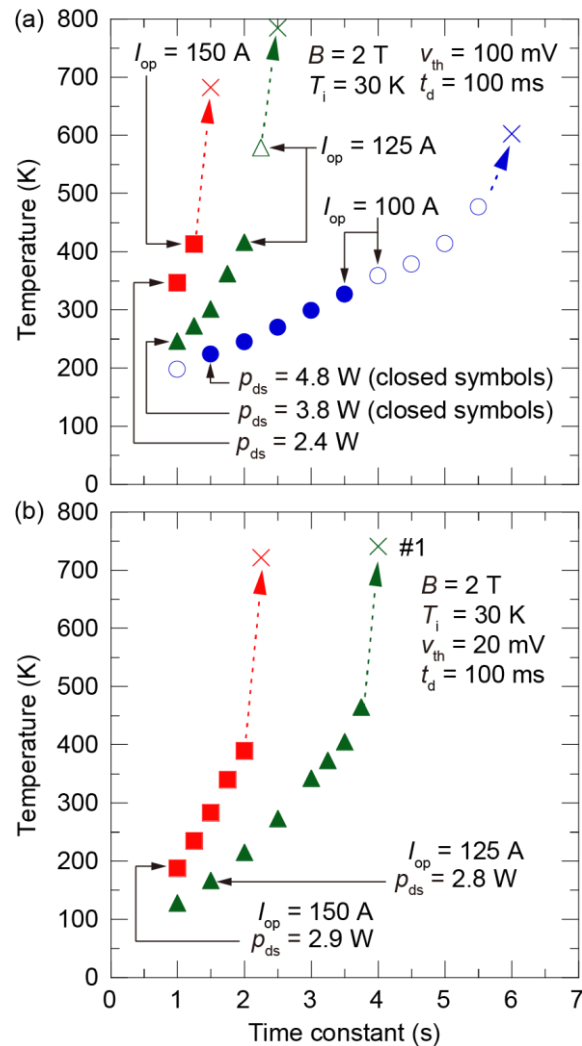 (a)
800
700
600
500
400
300
200
100
0
Temperature (K)
I_op = 150 A
B = 2 T
v_th = 100 mV
T_i = 30 K
t_d = 100 ms
I_op = 125 A
I_op = 100 A
p_ds = 4.8 W (closed symbols)
p_ds = 3.8 W (closed symbols)
p_ds = 2.4 W
(b)
800
700
600
500
400
300
200
100
0
Temperature (K)
#1
B = 2 T
T_i = 30 K
v_th = 20 mV
t_d = 100 ms
I_op = 125 A
p_ds = 2.8 W
I_op = 150 A
p_ds = 2.9 W
0 1 2 3 4 5 6 7
Time constant (s)